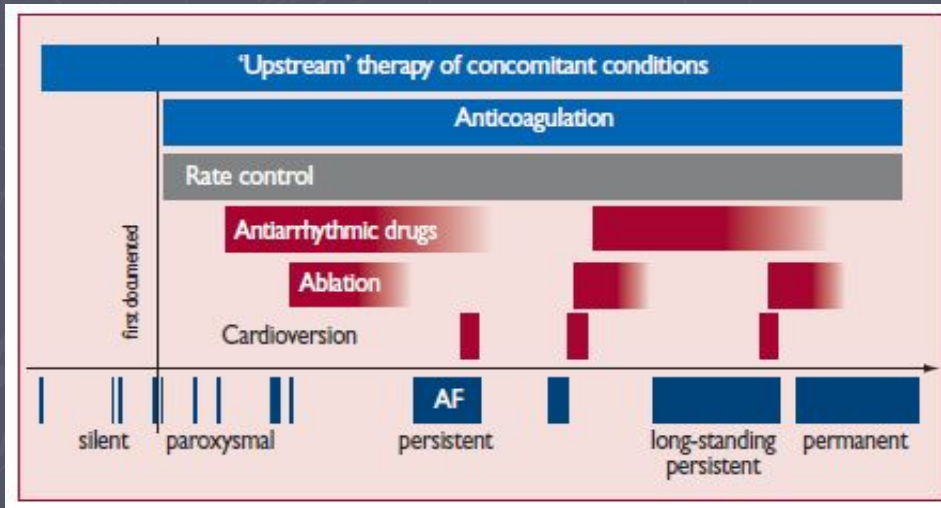 ‘Upstream’ therapy of concomitant conditions
Anticoagulation
Rate control
Antiarrhythmic drugs
Ablation
Cardioversion
first documented
AF
silent
paroxysmal
persistent
long-standing
persistent
permanent